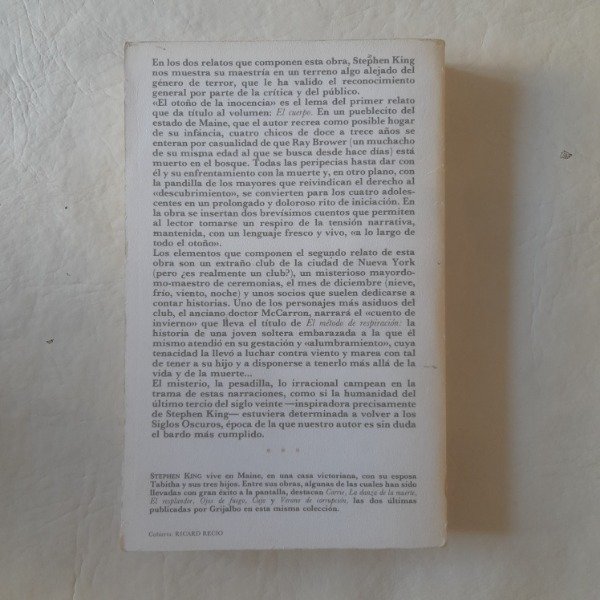 En los dos relatos que componen esta obra, Stephen King
nos muestra su maestría en un terreno algo alejado del
género de terror, que le ha valido el reconocimiento
general por parte de la crítica y del público.
«El otoño de la inocencia» es el lema del primer relato
que da título al volumen: El cuerpo. En un pueblecito del
estado de Maine, que el autor recrea como posible hogar
de su infancia, cuatro chicos de doce a trece años se
enteran por casualidad de que Ray Brower (un muchacho
de su misma edad al que se busca desde hace días) está
muerto en el bosque. Todas las peripecias hasta dar con
él y su enfrentamiento con la muerte y, en otro plano, con
la pandilla de los mayores que reivindican el derecho al
«descubrimiento», se convierten para los cuatro adoles-
centes en un prolongado y doloroso rito de iniciación. En
la obra se insertan dos brevísimos cuentos que permiten
al lector tomarse un respiro de la tensión narrativa,
mantenida, con un lenguaje fresco y vivo, «a lo largo de
todo el otoño».
Los elementos que componen el segundo relato de esta
obra son un extraño club de la ciudad de Nueva York
(pero ¿es realmente un club?), un misterioso mayordo-
mo-maestro de ceremonias, el mes de diciembre (nieve,
frío, viento, noche) y unos socios que suelen dedicarse a
contar historias. Uno de los personajes más asiduos del
club, el anciano doctor McCarron, narrará el «cuento de
invierno» que lleva el título de El método de respiración: la
historia de una joven soltera embarazada a la que él
mismo atendió en su gestación y «alumbramiento», cuya
tenacidad la llevó a luchar contra viento y marea con tal
de tener a su hijo y a disponerse a tenerlo más allá de la
vida y de la muerte...
El misterio, la pesadilla, lo irracional campean en la
trama de estas narraciones, como si la humanidad del
último tercio del siglo veinte —inspiradora precisamente
de Stephen King— estuviera determinada a volver a los
Siglos Oscuros, época de la que nuestro autor es sin duda
el bardo más cumplido.
* * *
STEPHEN KING vive en Maine, en una casa victoriana, con su esposa
Tabitha y sus tres hijos. Entre sus obras, algunas de las cuales han sido
llevadas con gran éxito a la pantalla, destacan Carrie, La danza de la muerte,
El resplandor, Ojos de fuego, Cujo y Verano de corrupción, las dos últimas
publicadas por Grijalbo en esta misma colección.
Cubierta: RICARD RECIO